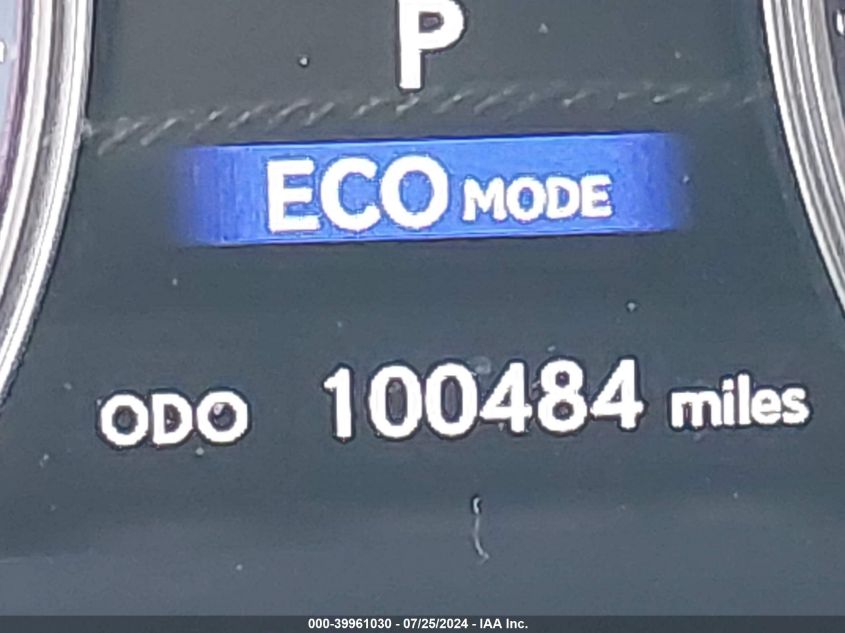 P
ECO MODE
ODO 100484 miles
000-39961030 - 07/25/2024 - IAA Inc.